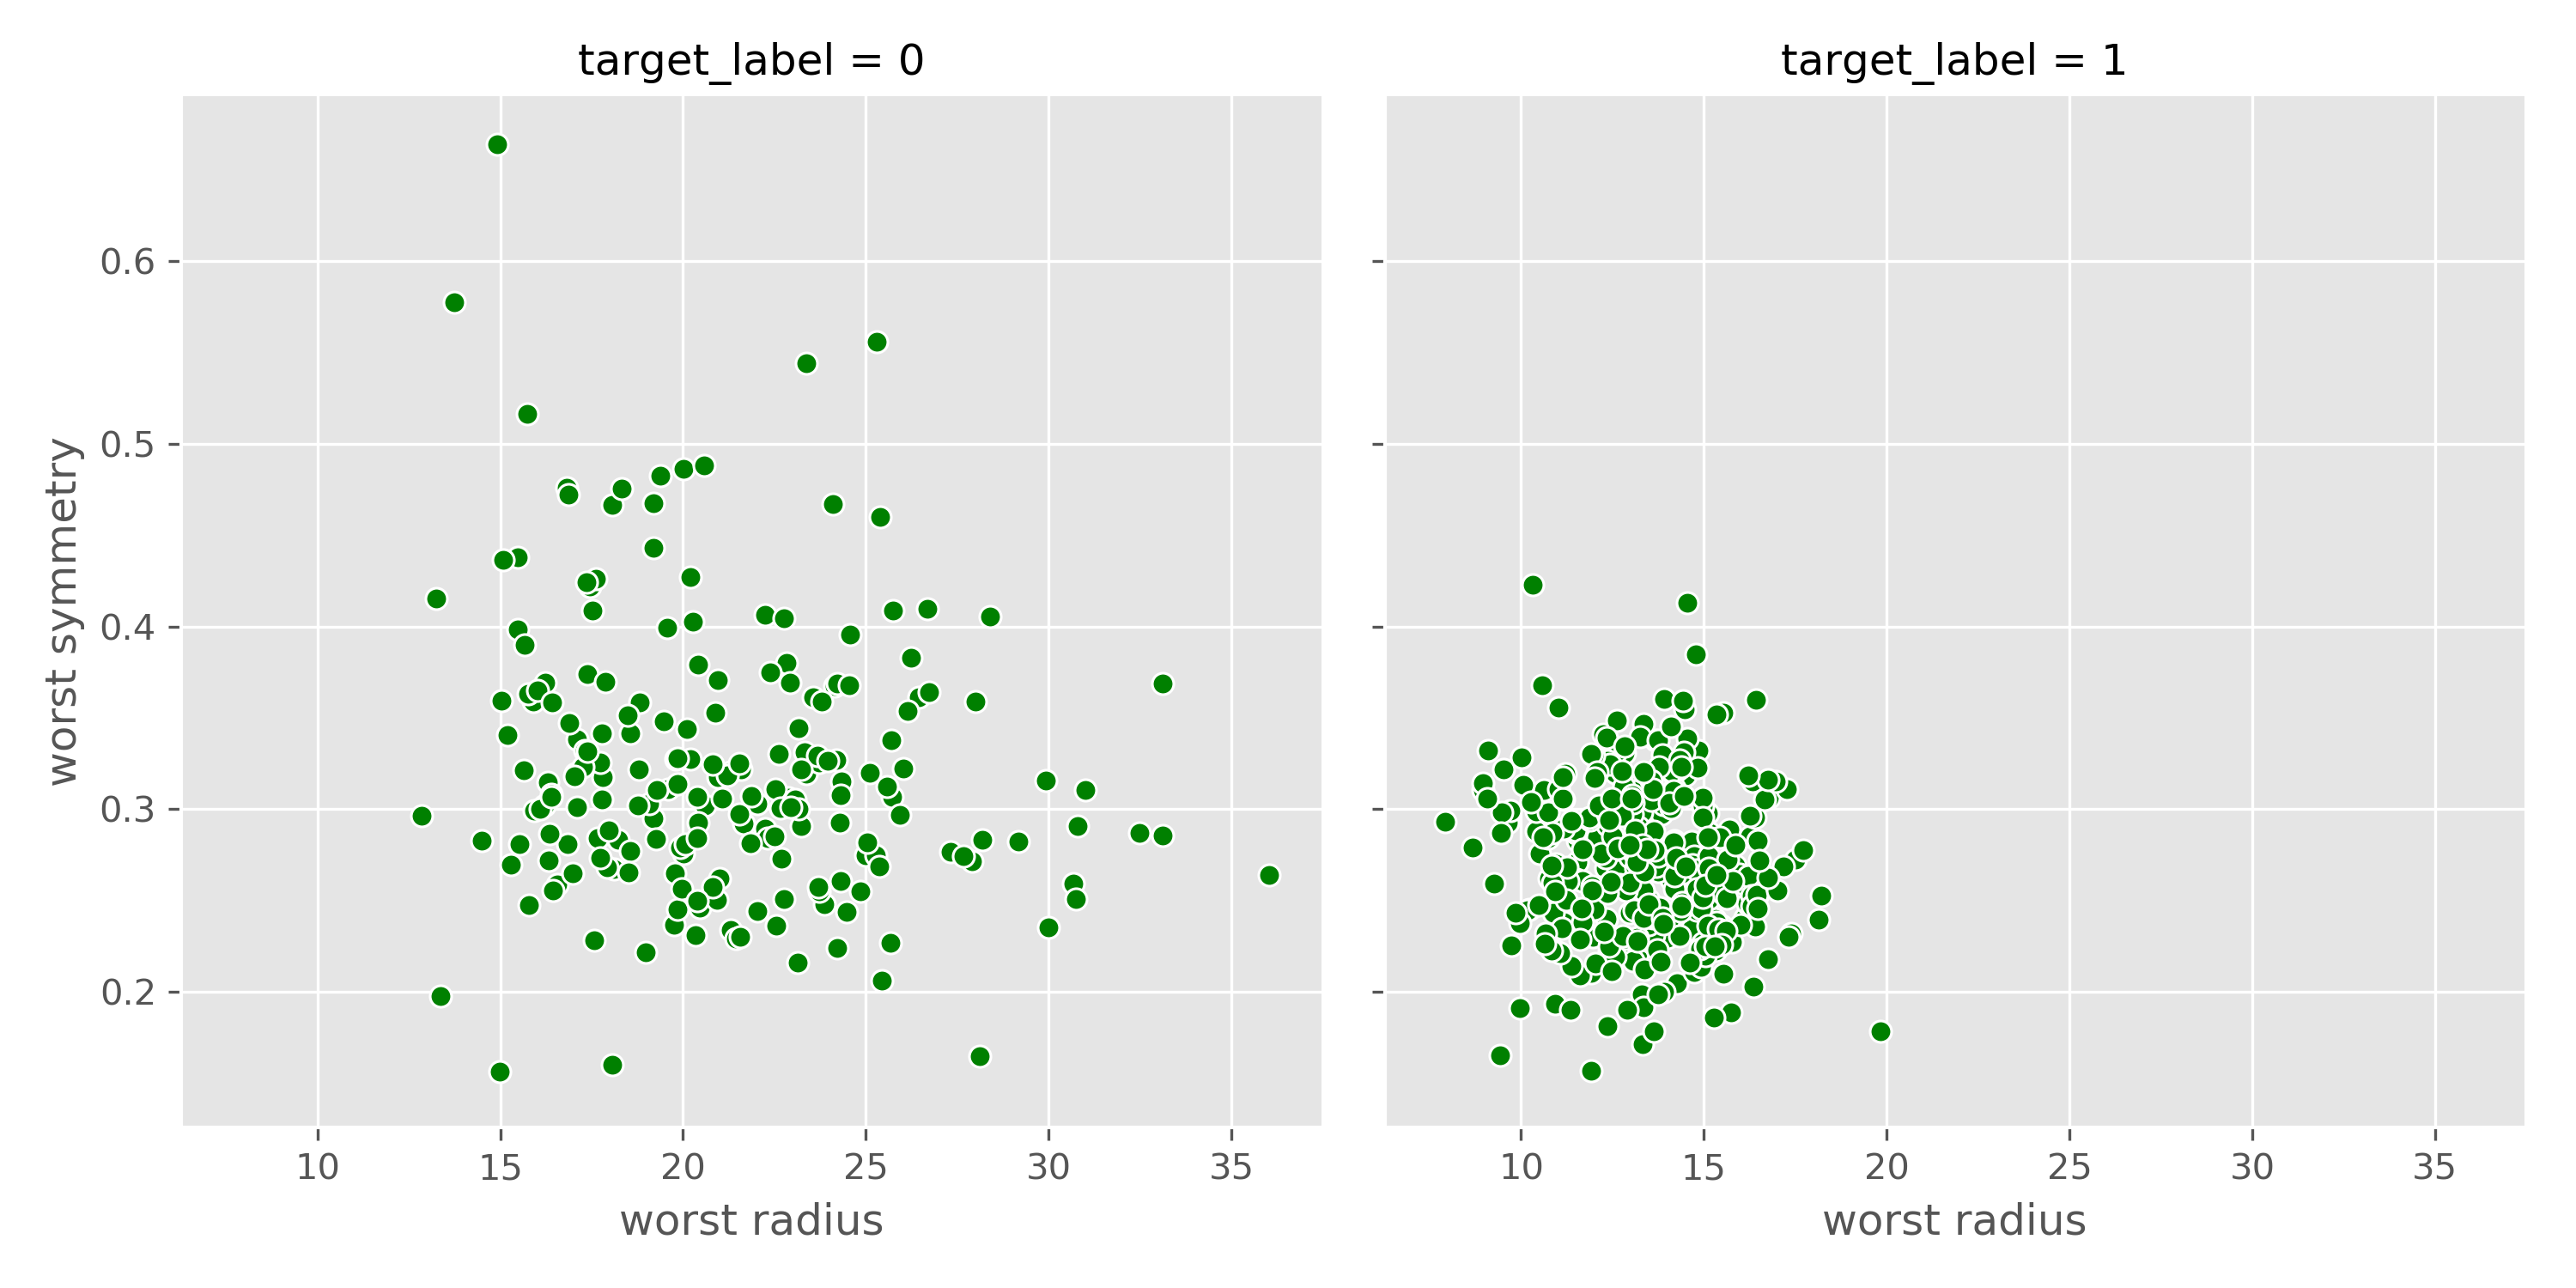 target_label = 0
target_label = 1
worst symmetry
0.6
0.5
0.4
0.3
0.2
10 15 20 25 30 35
10 15 20 25 30 35
worst radius
worst radius